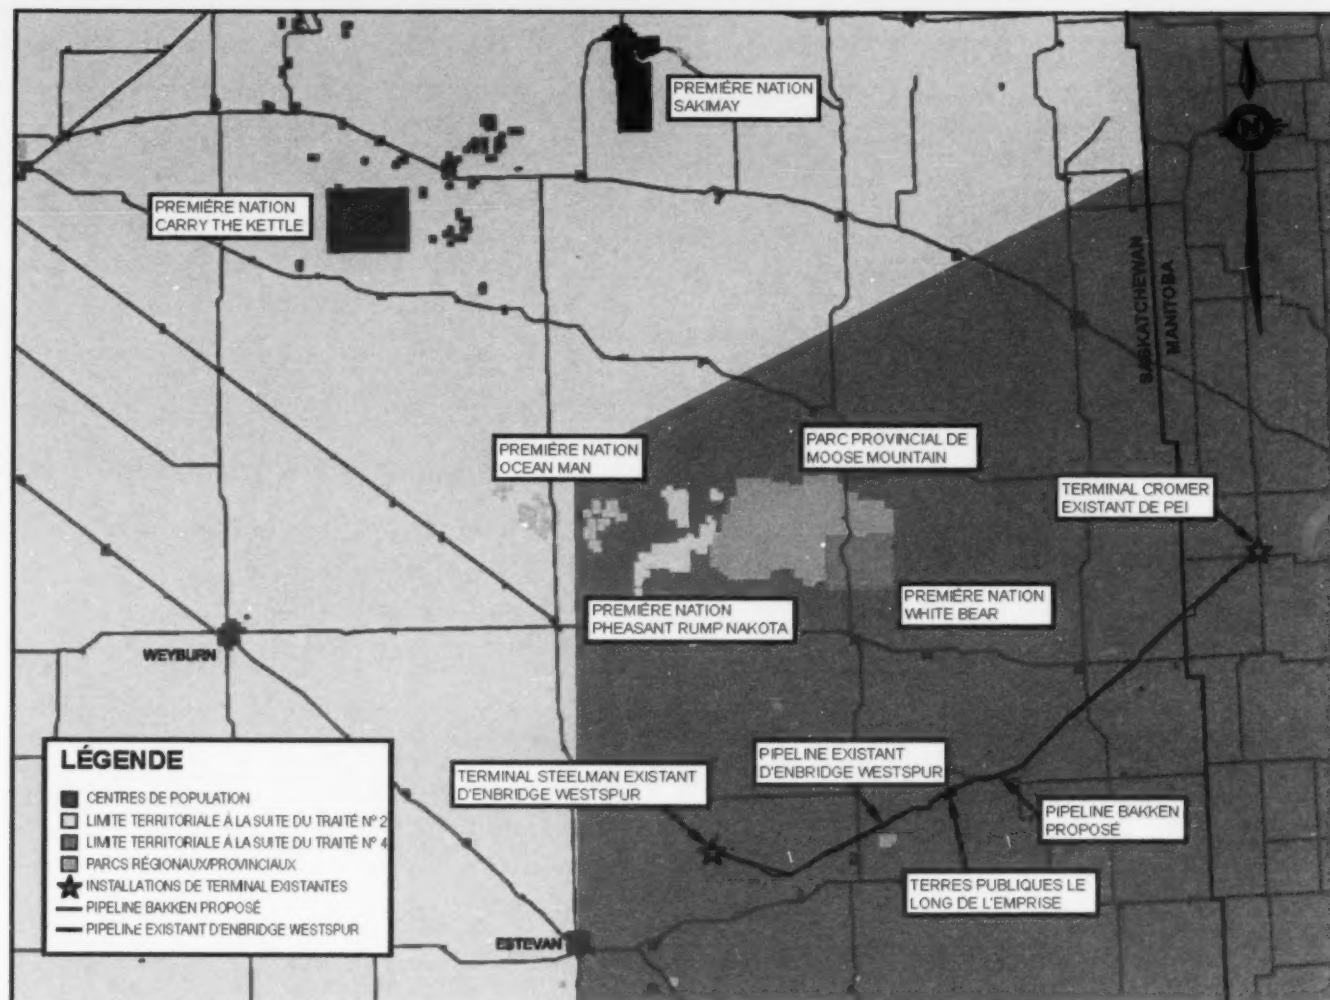 PREMIÈRE NATION
SAKIMAY
PREMIÈRE NATION
CARRY THE KETTLE
SASKATCHEWAN
MANITOBA
PREMIÈRE NATION
OCEAN MAN
PARC PROVINCIAL DE
MOOSE MOUNTAIN
TERMINAL CROMER
EXISTANT DE PEI
PREMIÈRE NATION
PHEASANT RUMP NAKOTA
PREMIÈRE NATION
WHITE BEAR
WEYBURN
PIPELINE EXISTANT
D'ENBRIDGE WESTSPUR
TERMINAL STEELMAN EXISTANT
D'ENBRIDGE WESTSPUR
PIPELINE BAKKEN
PROPOSÉ
TERRES PUBLIQUES LE
LONG DE L'EMPRISE
ESTEVAN
LÉGENDE
CENTRES DE POPULATION
LIMITE TERRITORIALE À LA SUITE DU TRAITÉ Nº 2
LIMITE TERRITORIALE À LA SUITE DU TRAITÉ Nº 4
PARCS RÉGIONAUX/PROVINCIAUX
INSTALLATIONS DE TERMINAL EXISTANTES
PIPELINE BAKKEN PROPOSÉ
PIPELINE EXISTANT D'ENBRIDGE WESTSPUR